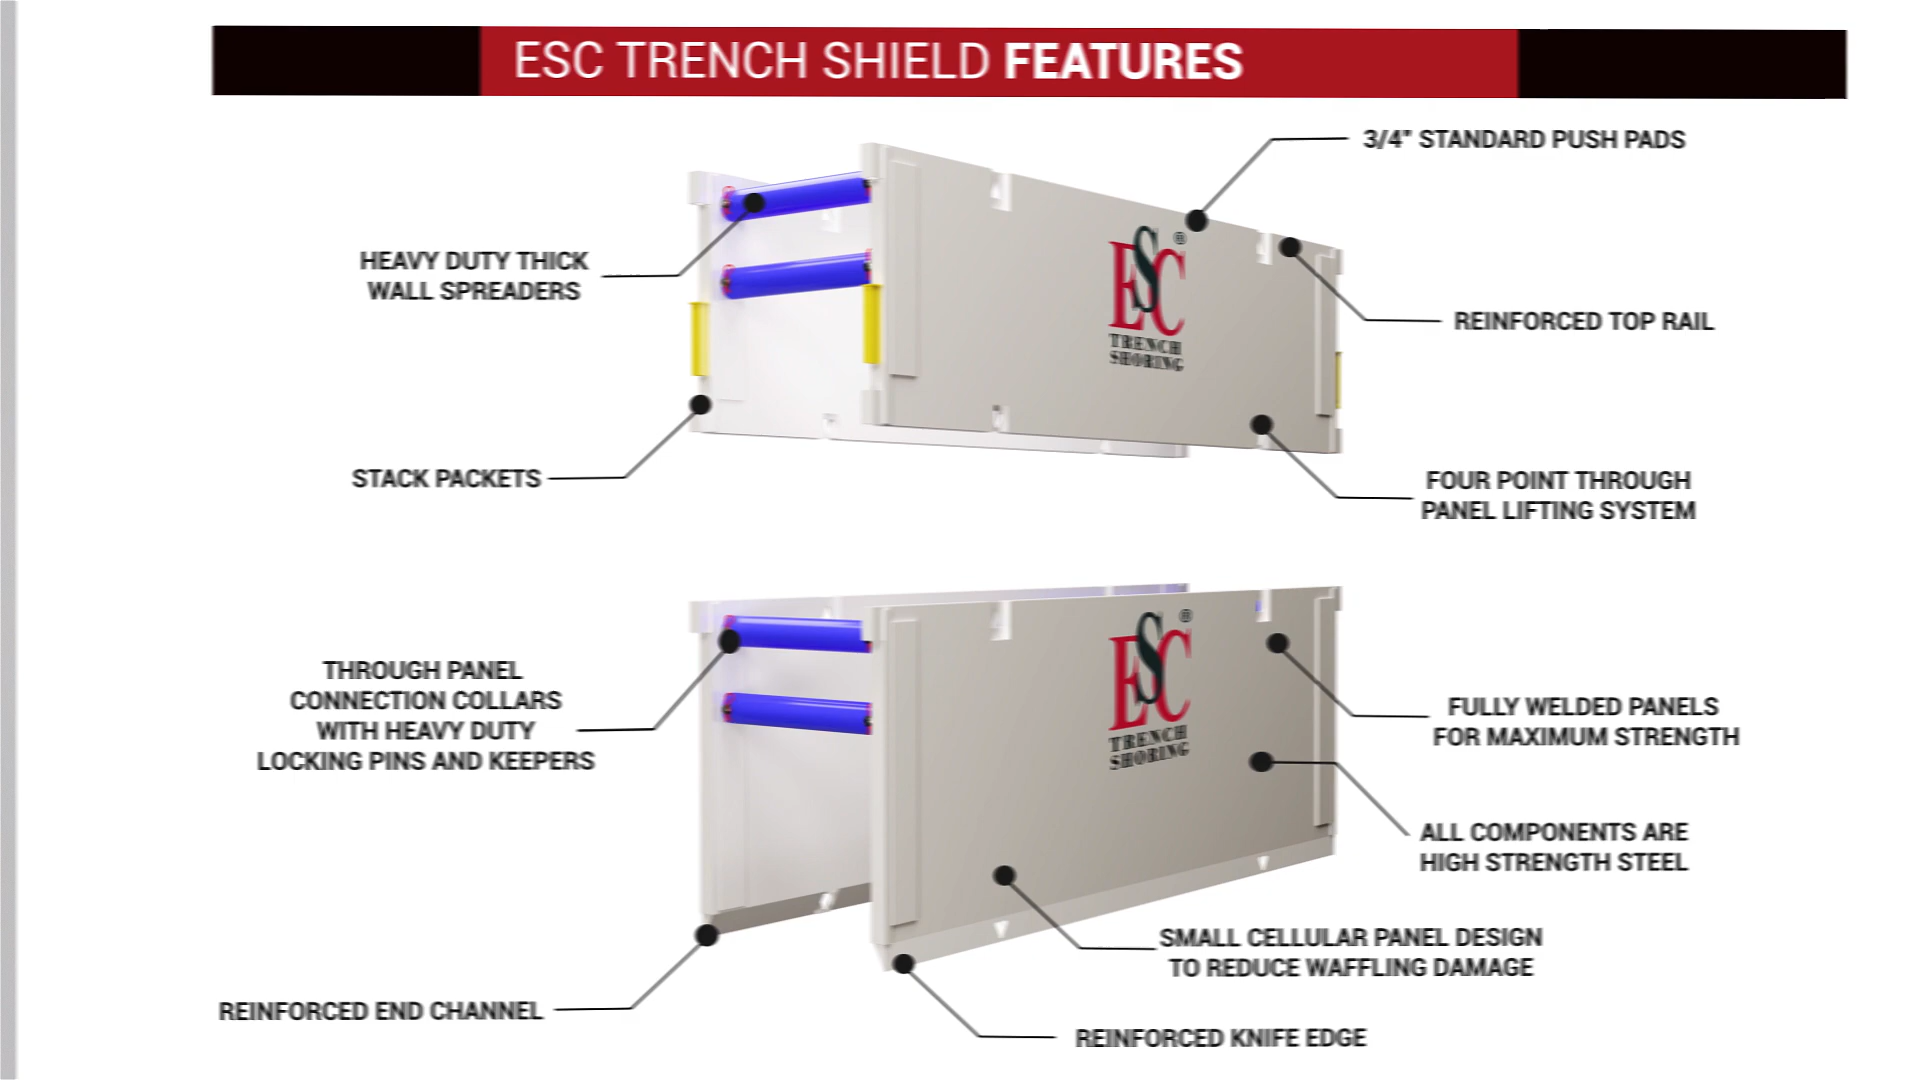 ESC TRENCH SHIELD FEATURES
3/4" STANDARD PUSH PADS
HEAVY DUTY THICK
WALL SPREADERS
REINFORCED TOP RAIL
ESC®
TRENCH
SHORING
STACK PACKETS
FOUR POINT THROUGH
PANEL LIFTING SYSTEM
THROUGH PANEL
CONNECTION COLLARS
WITH HEAVY DUTY
LOCKING PINS AND KEEPERS
ESC®
TRENCH
SHORING
FULLY WELDED PANELS
FOR MAXIMUM STRENGTH
ALL COMPONENTS ARE
HIGH STRENGTH STEEL
SMALL CELLULAR PANEL DESIGN
TO REDUCE WAFFLING DAMAGE
REINFORCED END CHANNEL
REINFORCED KNIFE EDGE